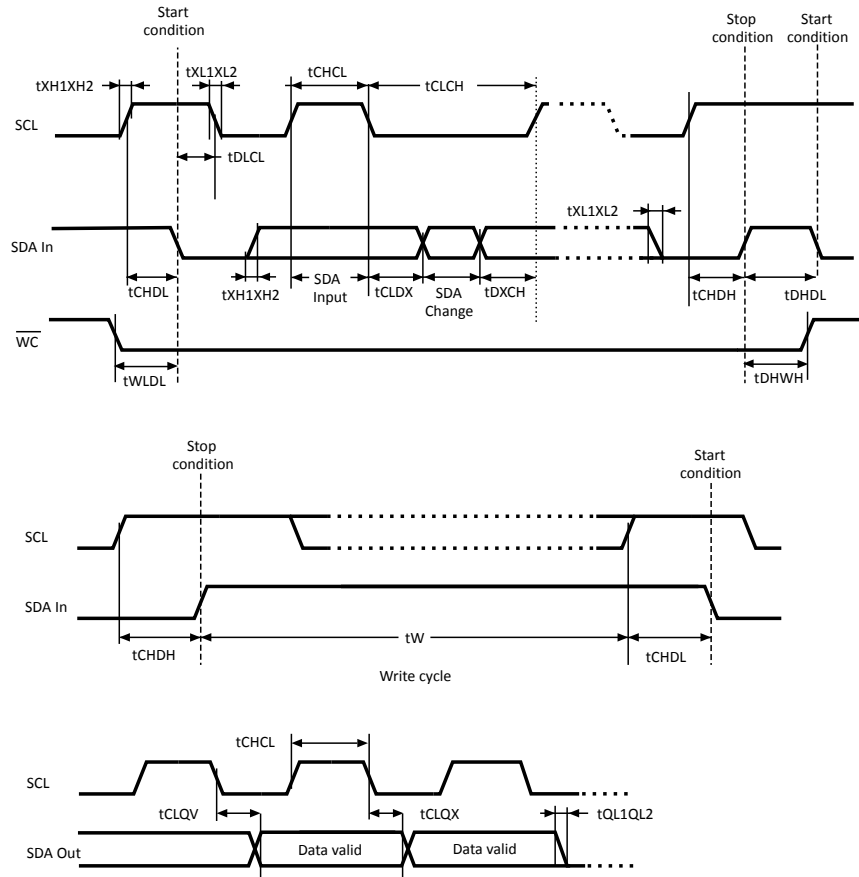 Start
condition
Stop
condition
Start
condition
tXH1XH2
tXL1XL2
tCHCL
tCLCH
SCL
tDLCL
tXL1XL2
SDA In
tCHDL
tXH1XH2
SDA
Input
tCLDX
SDA
Change
tDXCH
tCHDH
tDHDL
WC
tWLDL
tDHWH
Stop
condition
Start
condition
SCL
SDA In
tW
tCHDH
tCHDL
Write cycle
tCHCL
SCL
tCLQV
tCLQX
tQL1QL2
SDA Out
Data valid
Data valid